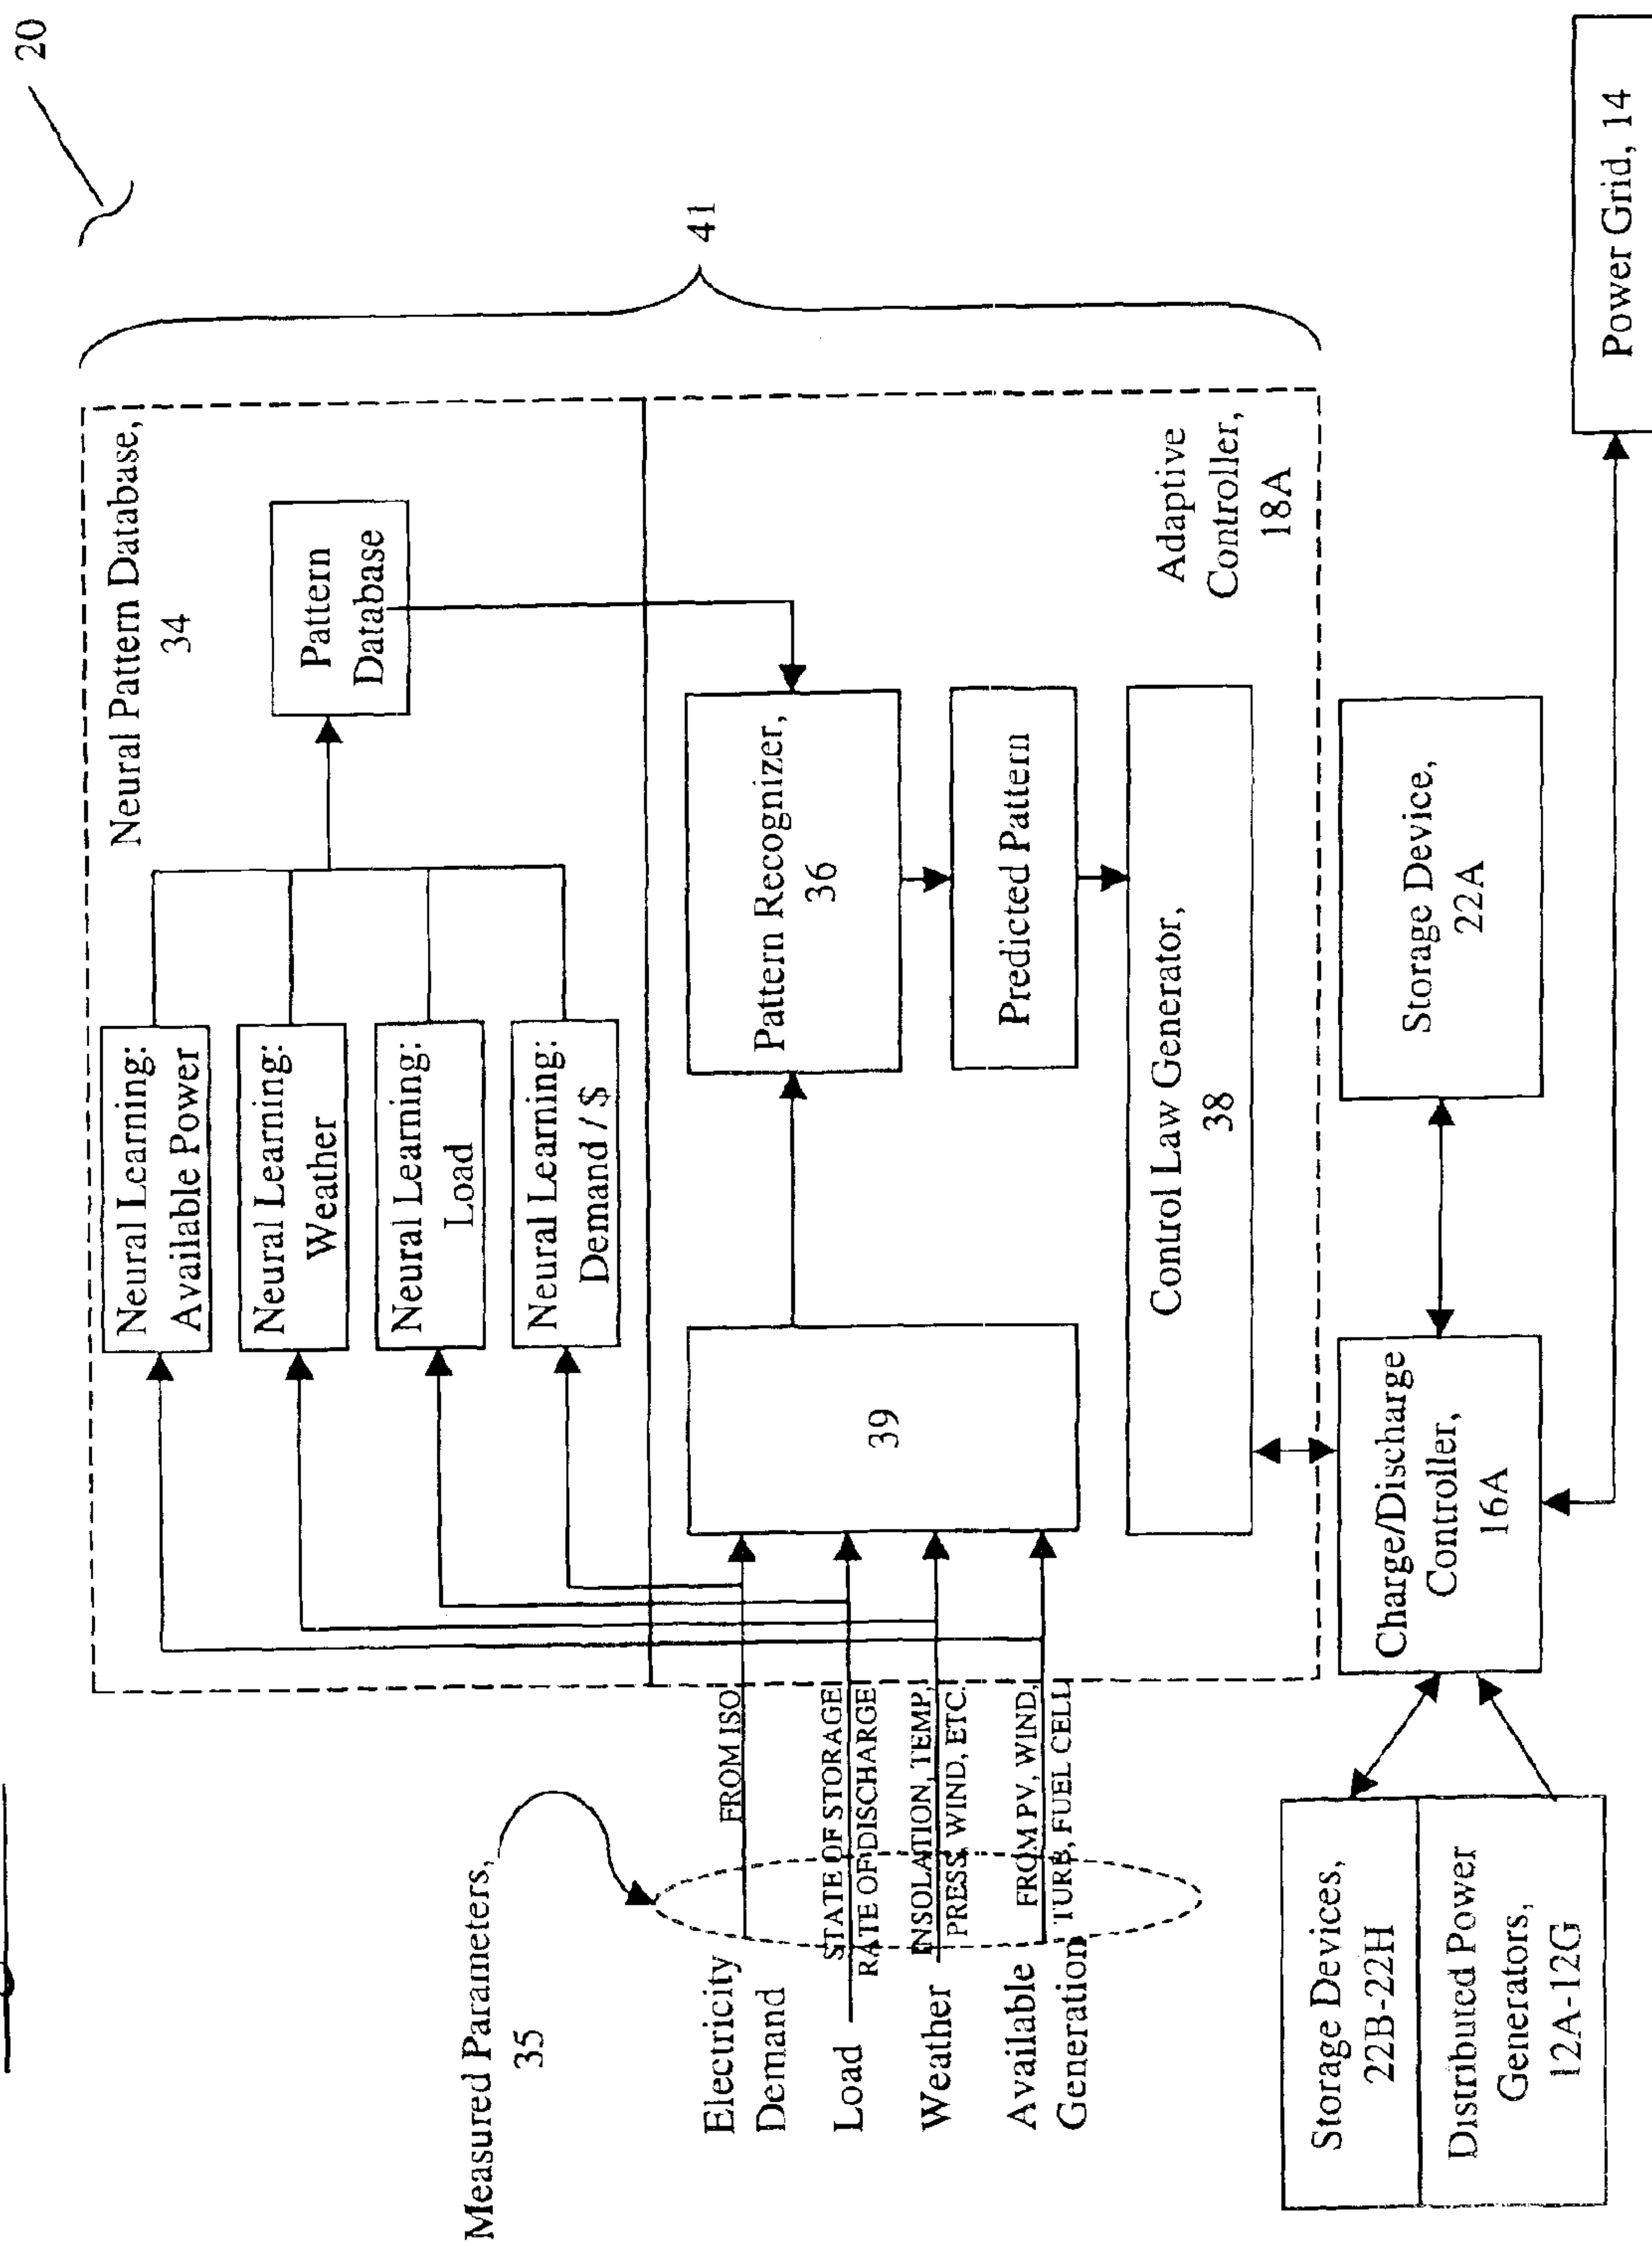 20
Neural Pattern Database,
34
Neural Learning:
Available Power
Neural Learning:
Weather
Neural Learning:
Load
Neural Learning:
Demand / $
Pattern
Database
41
Measured Parameters,
35
Electricity
Demand
FROM ISO
Load
STATE OF STORAGE
RATE OF DISCHARGE
Weather
INSOLATION, TEMP,
PRESS, WIND, ETC.
Available
Generation
FROM PV, WIND,
TURB, FUEL CELL
39
Pattern Recognizer,
36
Predicted Pattern
Control Law Generator,
38
Adaptive
Controller,
18A
Storage Devices,
22B-22H
Distributed Power
Generators,
12A-12G
Charge/Discharge
Controller,
16A
Storage Device,
22A
Power Grid, 14